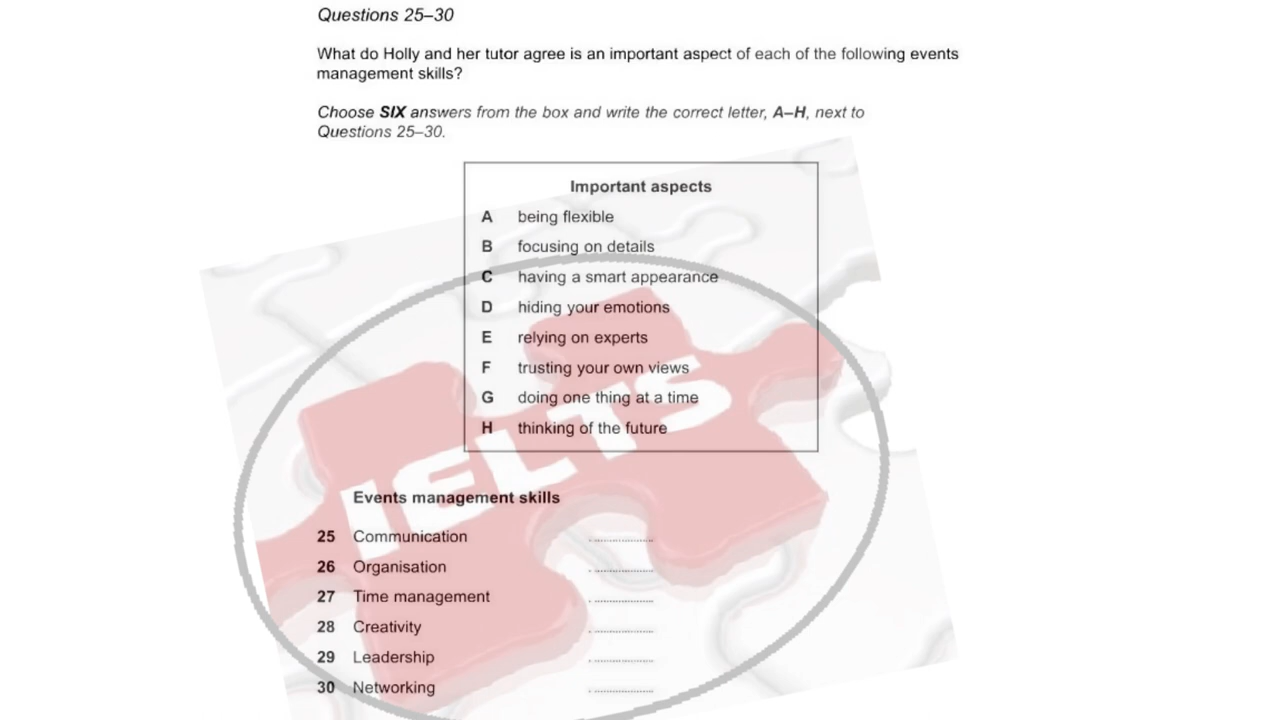 Questions 25–30
What do Holly and her tutor agree is an important aspect of each of the following events
management skills?
Choose SIX answers from the box and write the correct letter, A–H, next to
Questions 25–30.
Important aspects
A being flexible
B focusing on details
C having a smart appearance
D hiding your emotions
E relying on experts
F trusting your own views
G doing one thing at a time
H thinking of the future
IELTS
Events management skills
25 Communication ....................
26 Organisation ....................
27 Time management ....................
28 Creativity ....................
29 Leadership ....................
30 Networking ....................